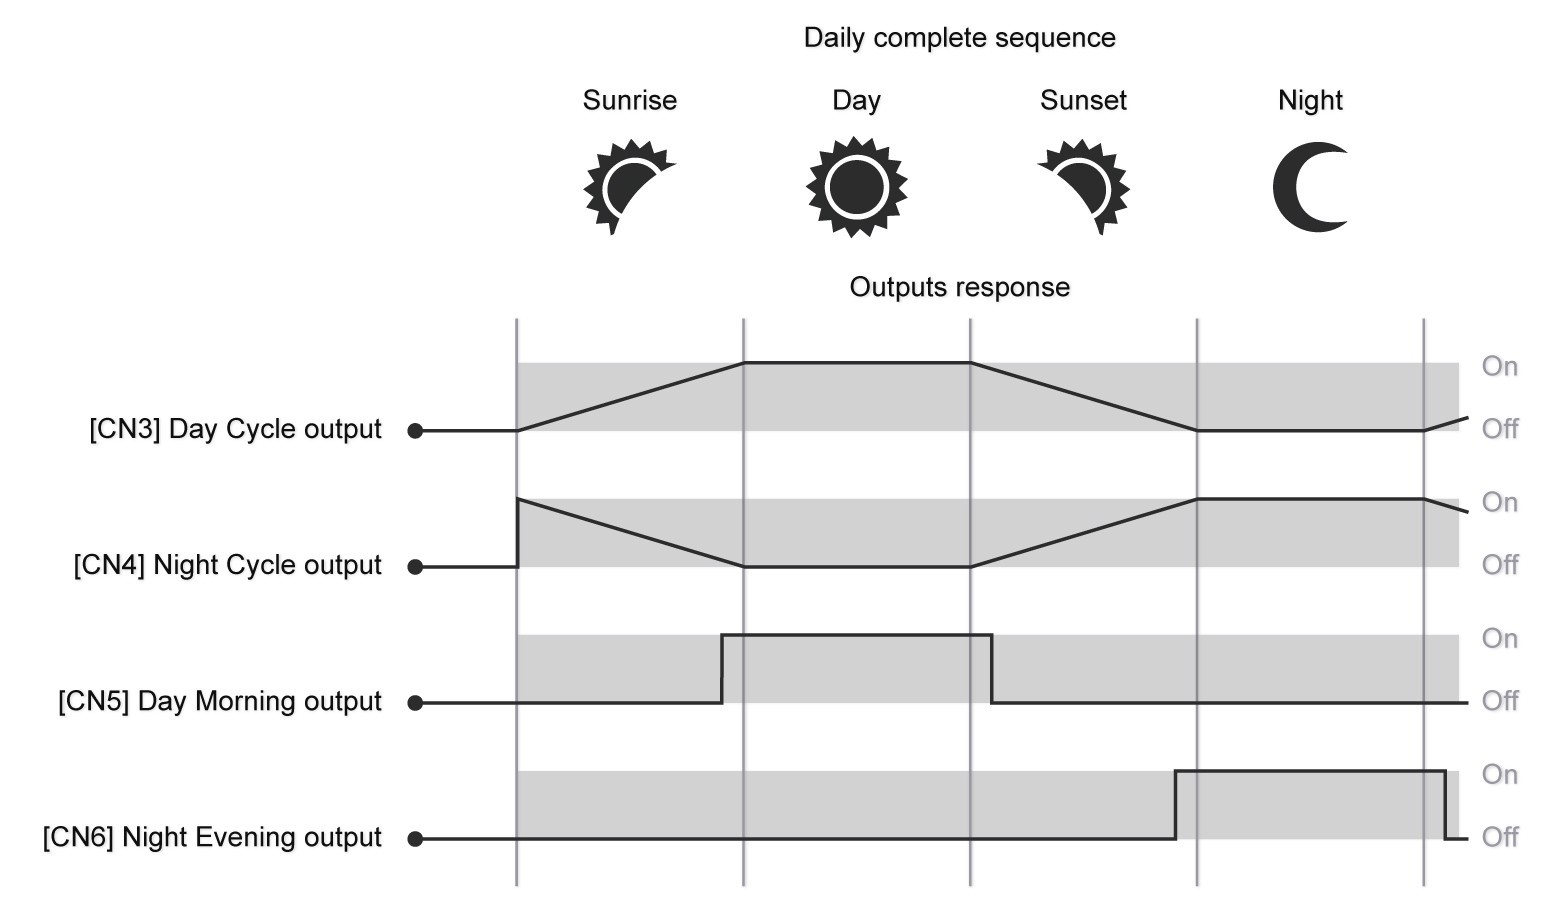 Daily complete sequence
Sunrise Day Sunset Night
Outputs response
On
[CN3] Day Cycle output Off
On
[CN4] Night Cycle output Off
On
[CN5] Day Morning output Off
On
[CN6] Night Evening output Off